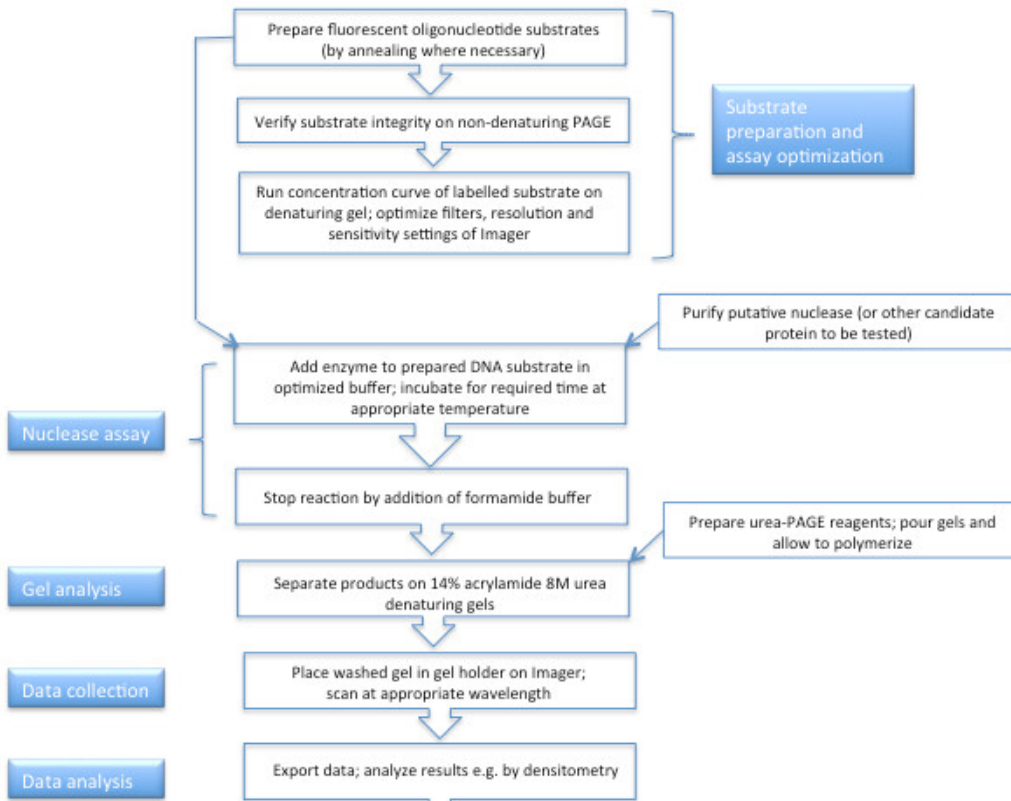 Prepare fluorescent oligonucleotide substrates
(by annealing where necessary)
Verify substrate integrity on non-denaturing PAGE
Substrate
preparation and
assay optimization
Run concentration curve of labelled substrate on
denaturing gel; optimize filters, resolution and
sensitivity settings of Imager
Purify putative nuclease (or other candidate
protein to be tested)
Add enzyme to prepared DNA substrate in
optimized buffer; incubate for required time at
appropriate temperature
Nuclease assay
Stop reaction by addition of formamide buffer
Prepare urea-PAGE reagents; pour gels and
allow to polymerize
Gel analysis
Separate products on 14% acrylamide 8M urea
denaturing gels
Data collection
Place washed gel in gel holder on Imager;
scan at appropriate wavelength
Data analysis
Export data; analyze results e.g. by densitometry